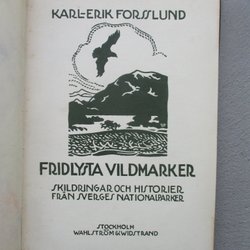 KARL-ERIK FORSSLUND
FRIDLYSTA VILDMARKER
SKILDRINGAR OCH HISTORIER
FRÅN SVERGES NATIONALPARKER
STOCKHOLM
WAHLSTRÖM & WIDSTRAND